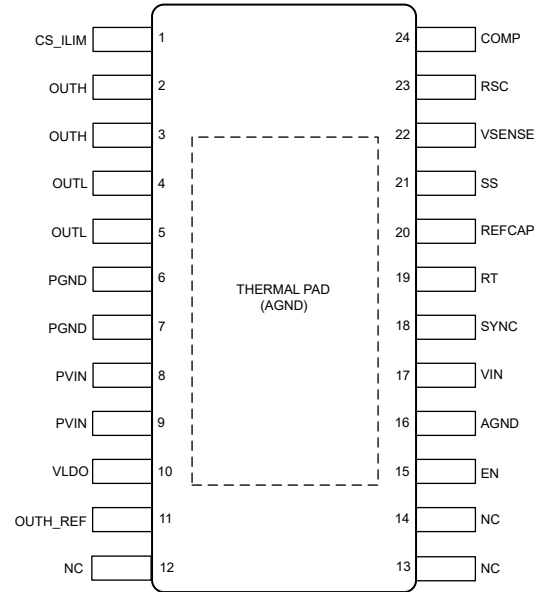 CS_ILIM 1 24 COMP
OUTH 2 23 RSC
OUTH 3 22 VSENSE
OUTL 4 21 SS
OUTL 5 20 REFCAP
PGND 6 19 RT
THERMAL PAD
(AGND)
PGND 7 18 SYNC
PVIN 8 17 VIN
PVIN 9 16 AGND
VLDO 10 15 EN
OUTH_REF 11 14 NC
NC 12 13 NC